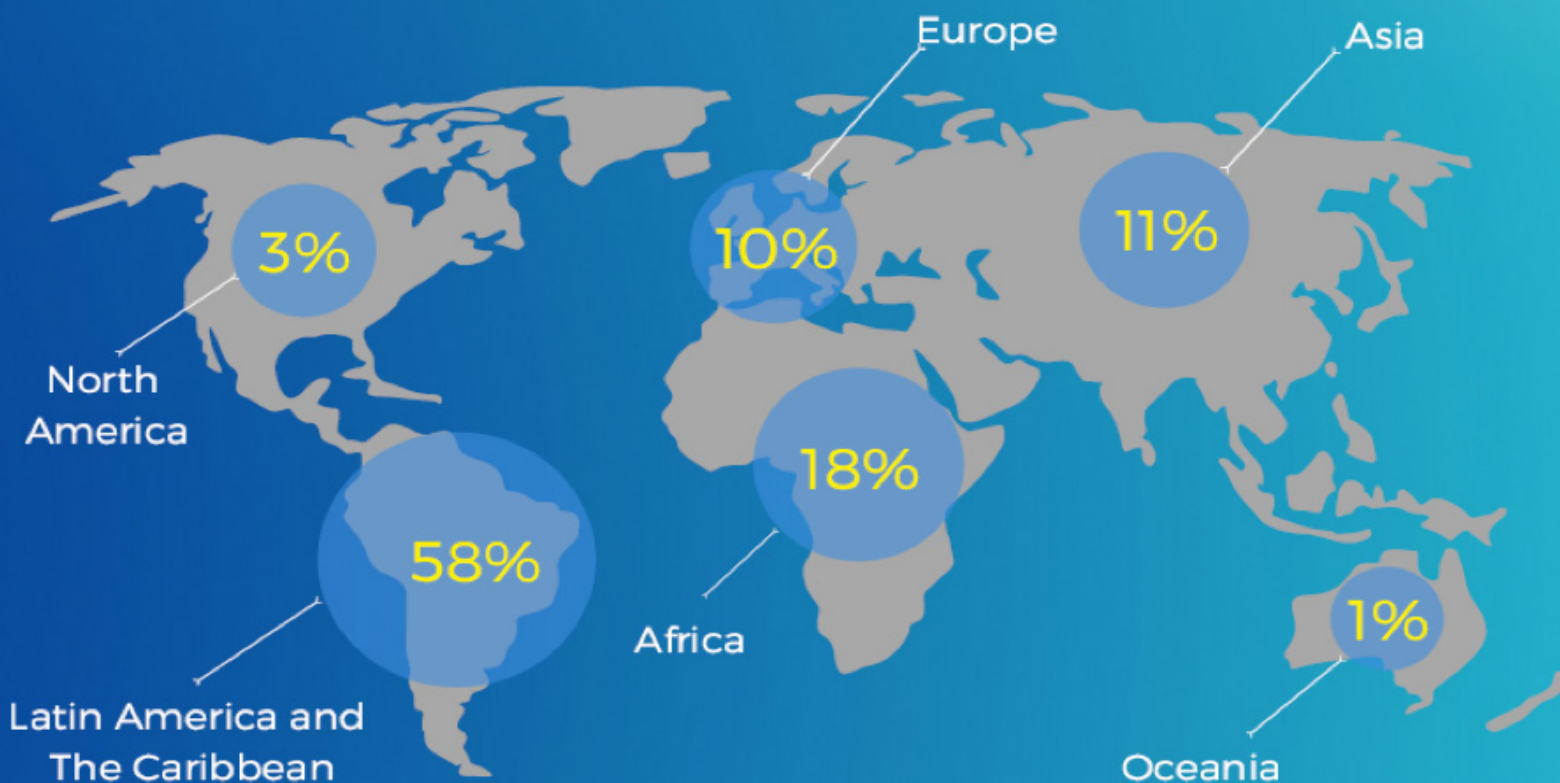 Europe
Asia
3%
10%
11%
North
America
18%
58%
Africa
1%
Latin America and
The Caribbean
Oceania